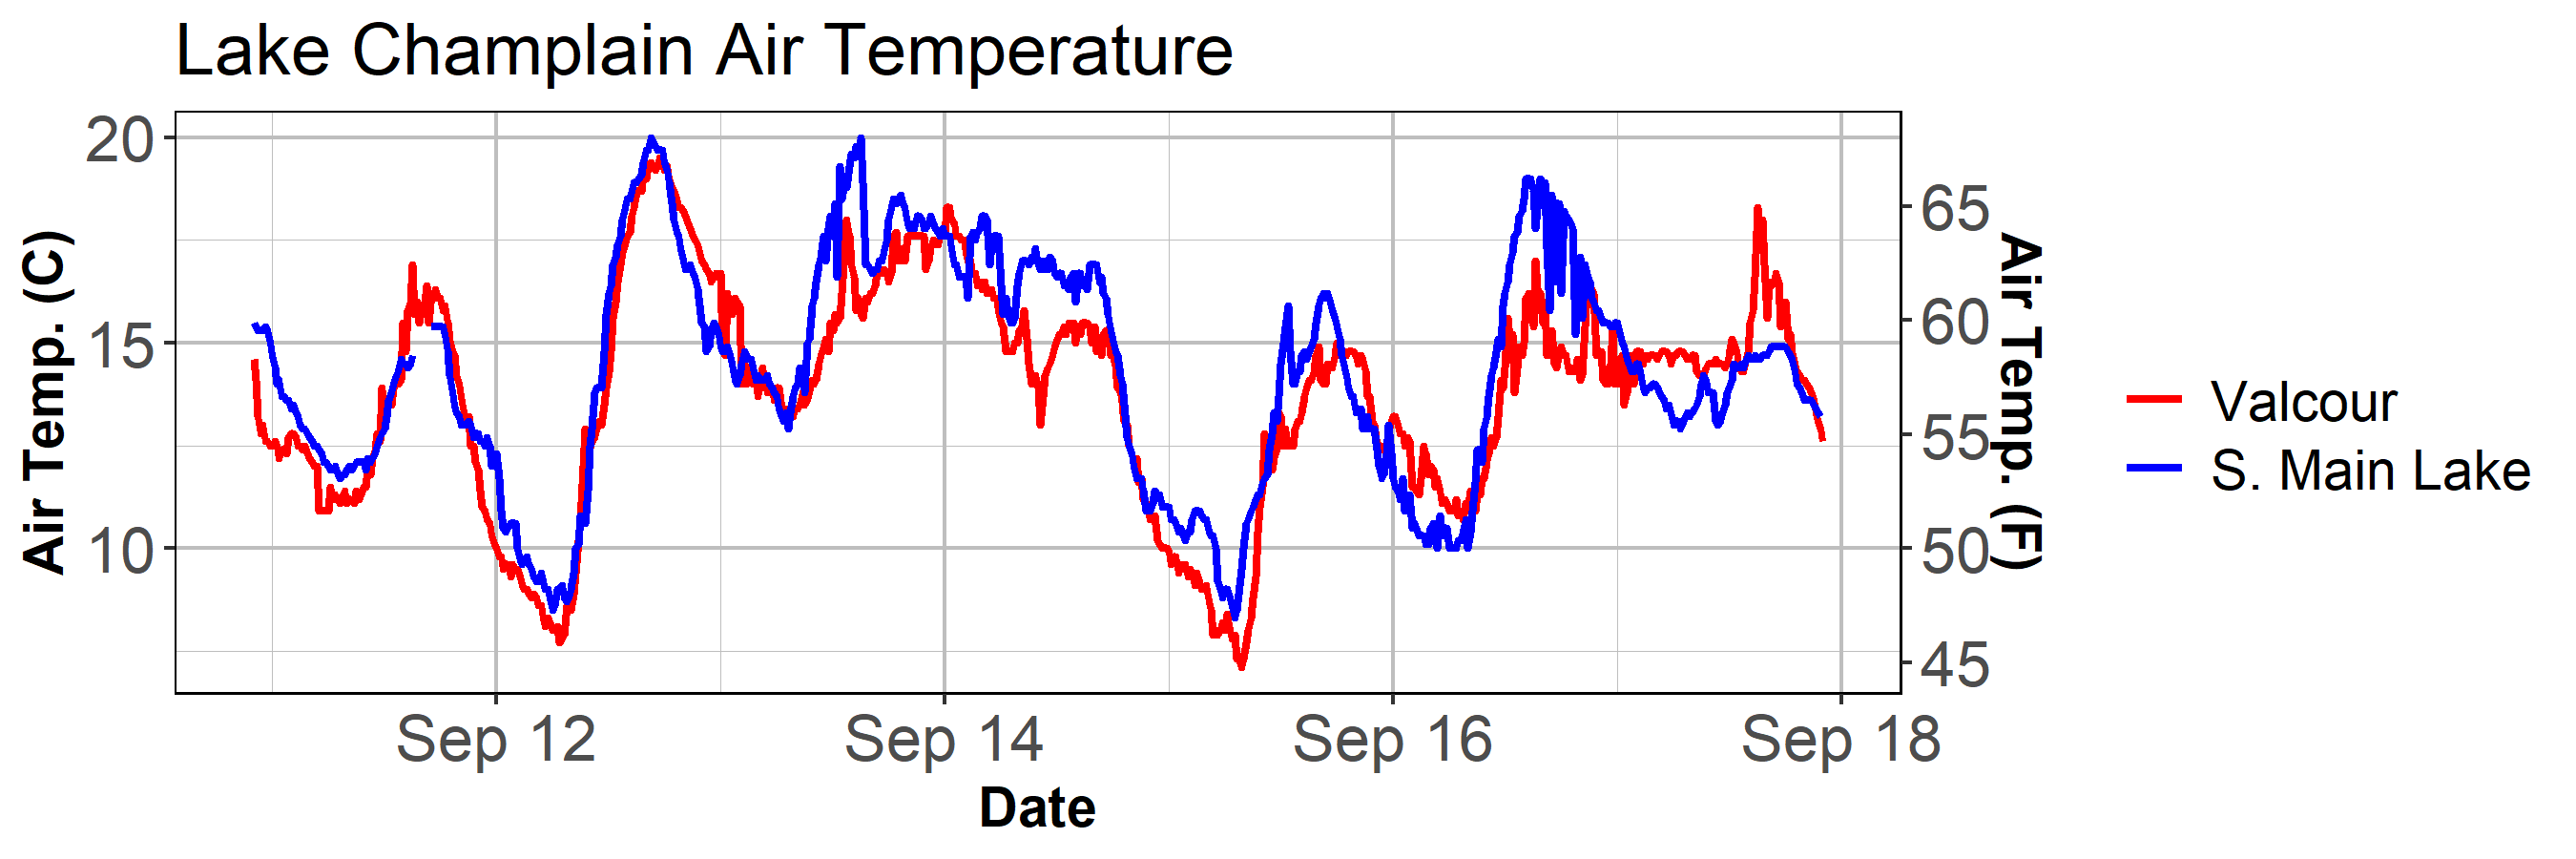 Lake Champlain Air Temperature
Air Temp. (C)
20
15
10
65
60
55
50
45
Air Temp. (F)
Sep 12
Sep 14
Sep 16
Sep 18
Date
Valcour
S. Main Lake